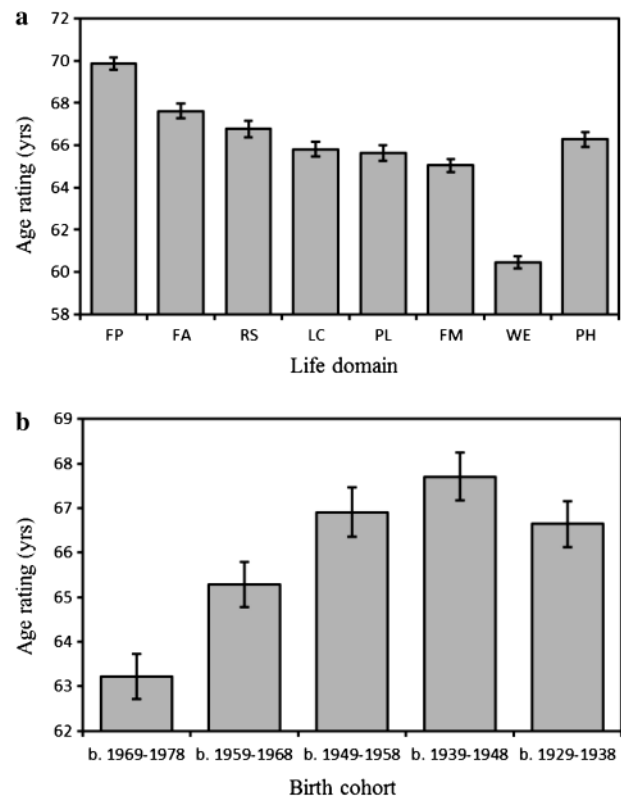 a
72
70
68
66
64
62
60
58
Age rating (yrs)
FP FA RS LC PL FM WE PH
Life domain
b
69
68
67
66
65
64
63
62
Age rating (yrs)
b. 1969-1978 b. 1959-1968 b. 1949-1958 b. 1939-1948 b. 1929-1938
Birth cohort